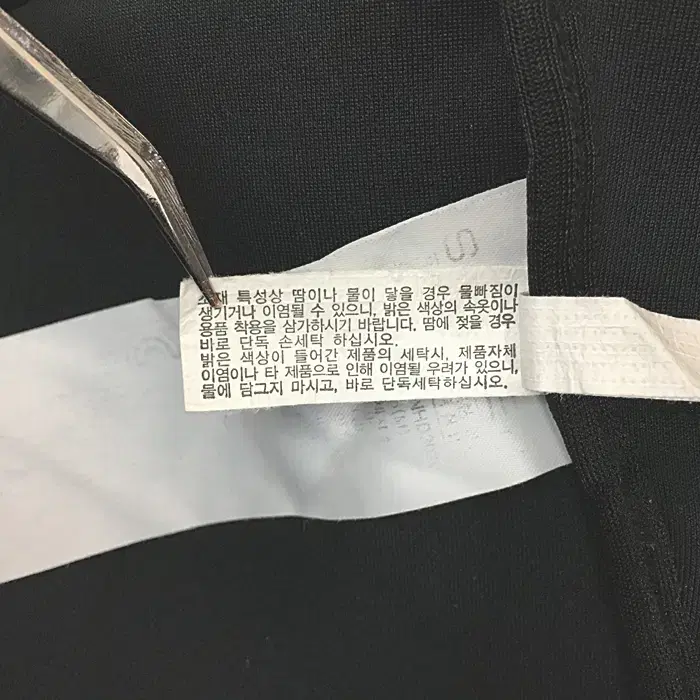 소재 특성상 땀이나 물이 닿을 경우 물빠짐이
생기거나 이염될 수 있으니, 밝은 색상의 속옷이나
용품 착용을 삼가하시기 바랍니다. 땀에 젖을 경우
바로 단독 손세탁 하십시오.
밝은 색상이 들어간 제품의 세탁시, 제품자체
이염이나 타 제품으로 인해 이염될 우려가 있으니,
물에 담그지 마시고, 바로 단독세탁하십시오.